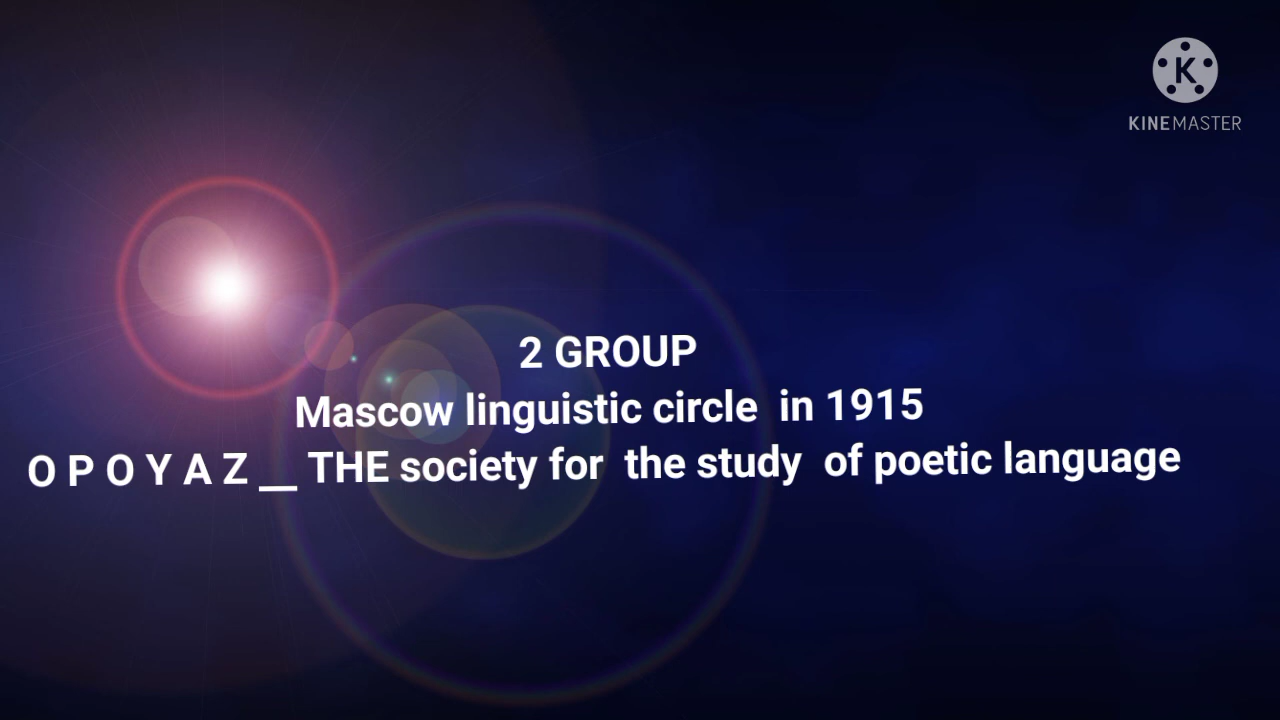 KINEMASTER
2 GROUP
Mascow linguistic circle in 1915
O P O Y A Z __ THE society for the study of poetic language